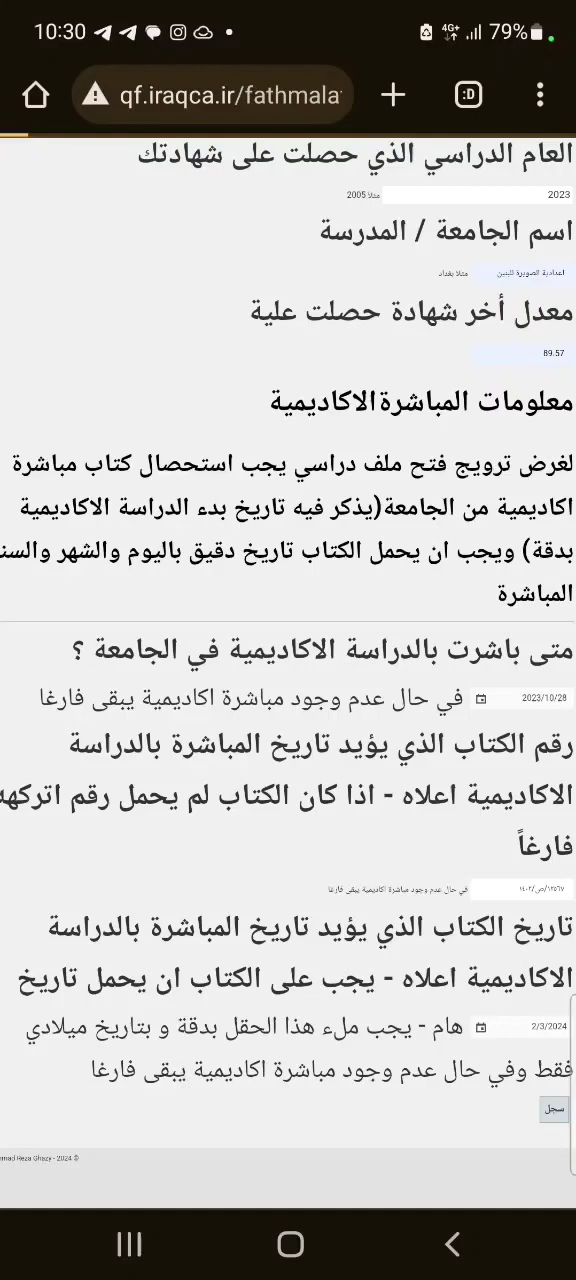 10:30
4G+
79%
qf.iraqca.ir/fathmala
:D
العام الدراسي الذي حصلت على شهادتك
2023 مثلا 2005
اسم الجامعة / المدرسة
اعدادية الصويرة للبنين مثلا بغداد
معدل أخر شهادة حصلت علية
89.57
معلومات المباشرة الاكاديمية
لغرض ترويج فتح ملف دراسي يجب استحصال كتاب مباشرة
اكاديمية من الجامعة(يذكر فيه تاريخ بدء الدراسة الاكاديمية
بدقة) ويجب ان يحمل الكتاب تاريخ دقيق باليوم والشهر والسن
المباشرة
متى باشرت بالدراسة الاكاديمية في الجامعة ؟
2023/10/28 في حال عدم وجود مباشرة اكاديمية يبقى فارغا
رقم الكتاب الذي يؤيد تاريخ المباشرة بالدراسة
الاكاديمية اعلاه - اذا كان الكتاب لم يحمل رقم اتركه
فارغاً
١٢٥٦٧/ص/١٤٠٢ في حال عدم وجود مباشرة اكاديمية يبقى فارغا
تاريخ الكتاب الذي يؤيد تاريخ المباشرة بالدراسة
الاكاديمية اعلاه - يجب على الكتاب ان يحمل تاريخ
2/3/2024 هام - يجب ملء هذا الحقل بدقة و بتاريخ ميلادي
فقط وفي حال عدم وجود مباشرة اكاديمية يبقى فارغا
سجل
mad Reza Ghazy - 2024 ©